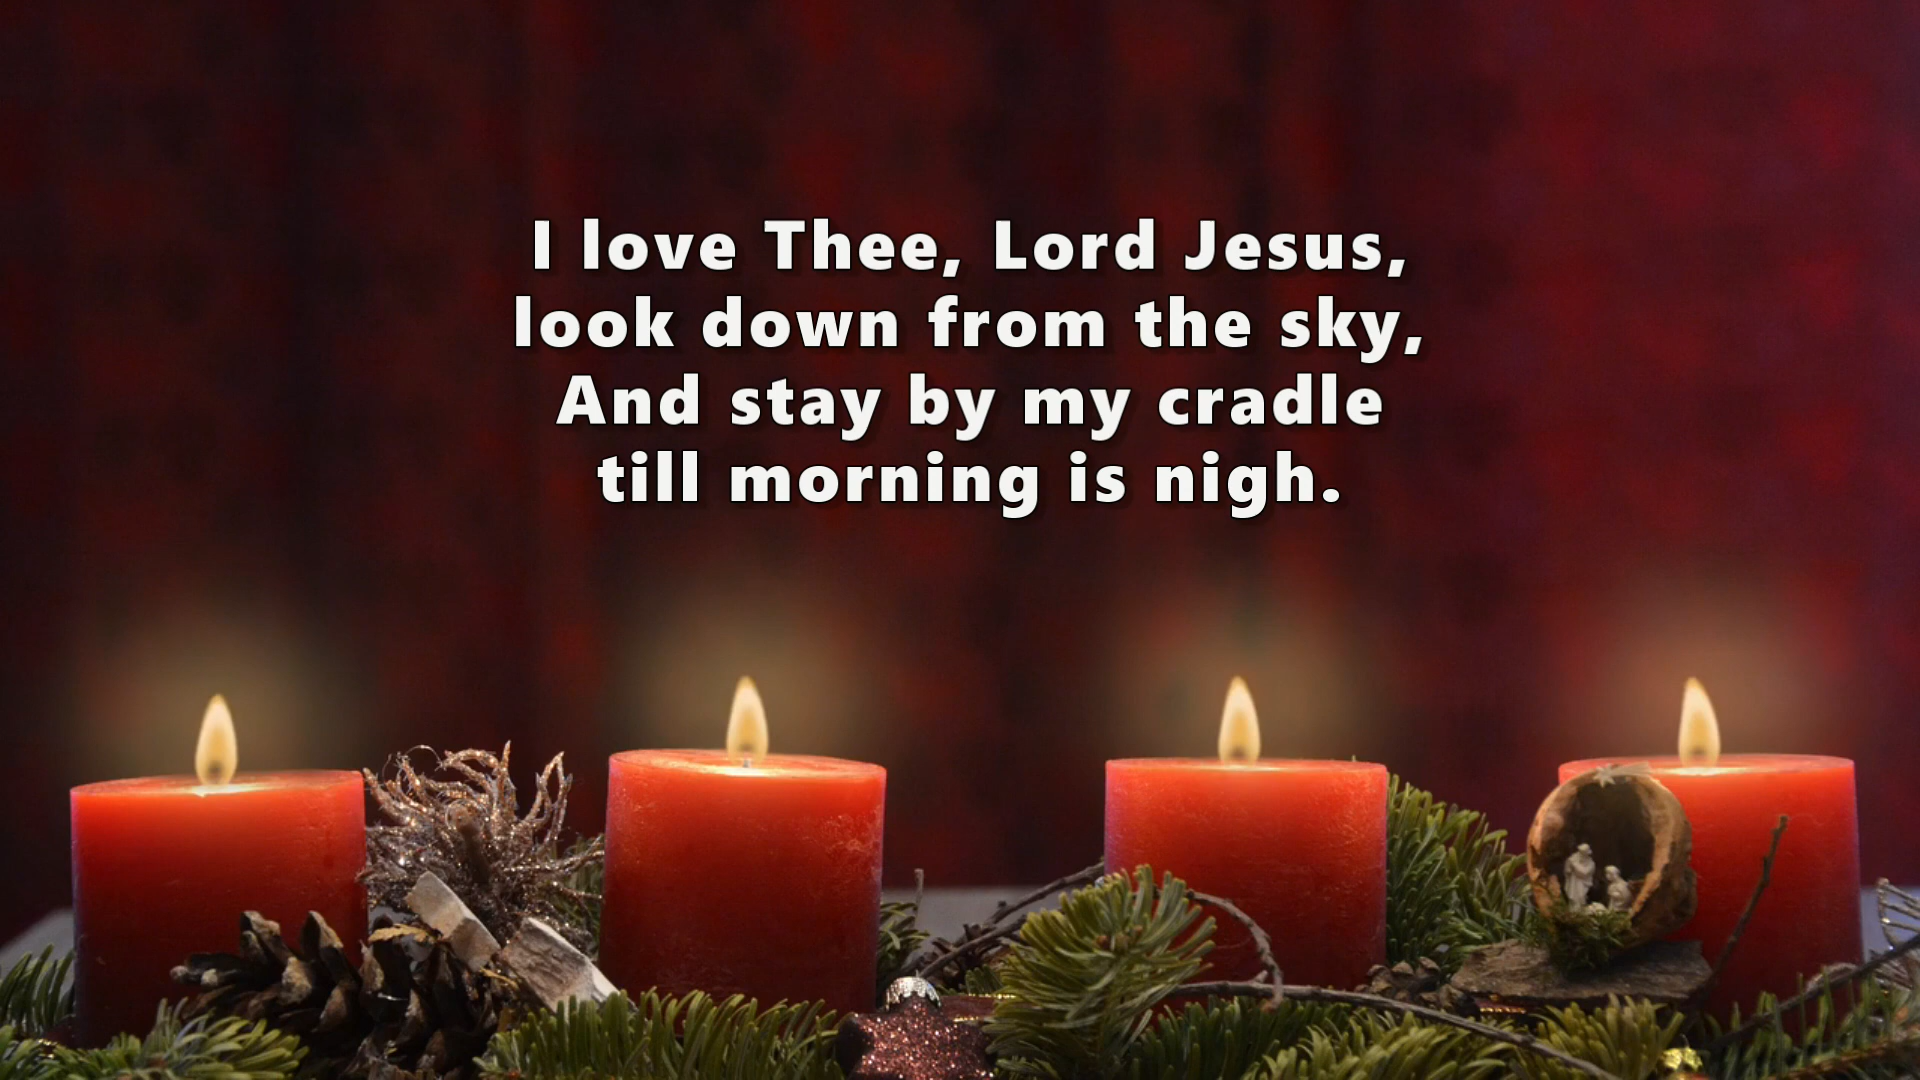 I love Thee, Lord Jesus,
look down from the sky,
And stay by my cradle
till morning is nigh.